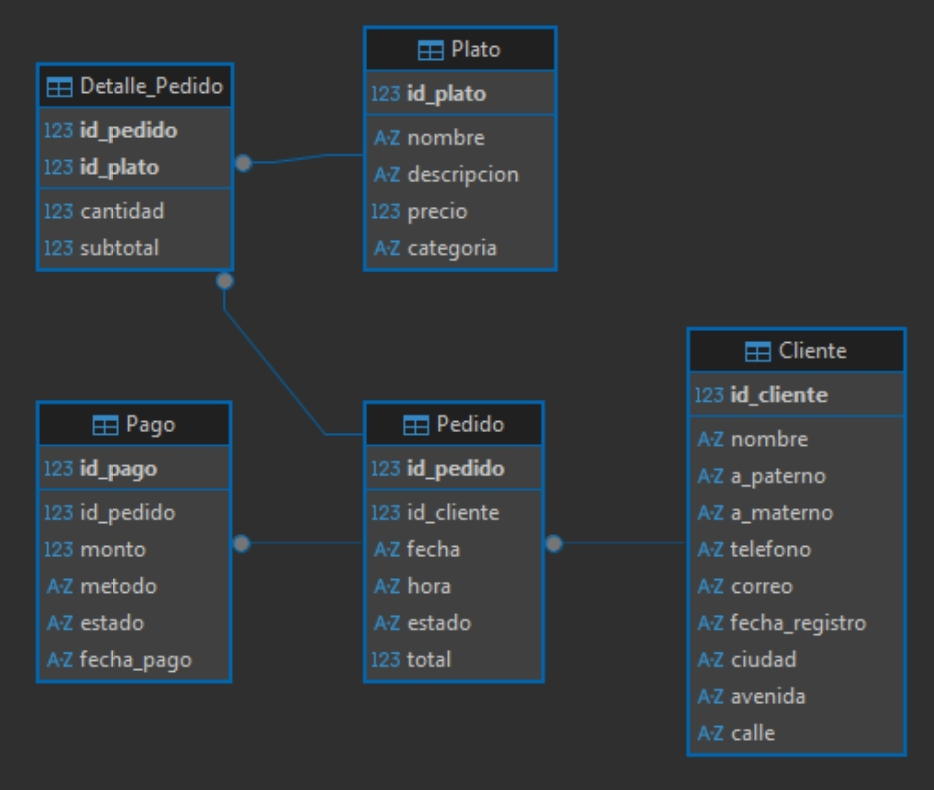 Detalle_Pedido
123 id_pedido
123 id_plato
123 cantidad
123 subtotal
Plato
123 id_plato
A-Z nombre
A-Z descripcion
123 precio
A-Z categoria
Pago
123 id_pago
123 id_pedido
123 monto
A-Z metodo
A-Z estado
A-Z fecha_pago
Pedido
123 id_pedido
123 id_cliente
A-Z fecha
A-Z hora
A-Z estado
123 total
Cliente
123 id_cliente
A-Z nombre
A-Z a_paterno
A-Z a_materno
A-Z telefono
A-Z correo
A-Z fecha_registro
A-Z ciudad
A-Z avenida
A-Z calle